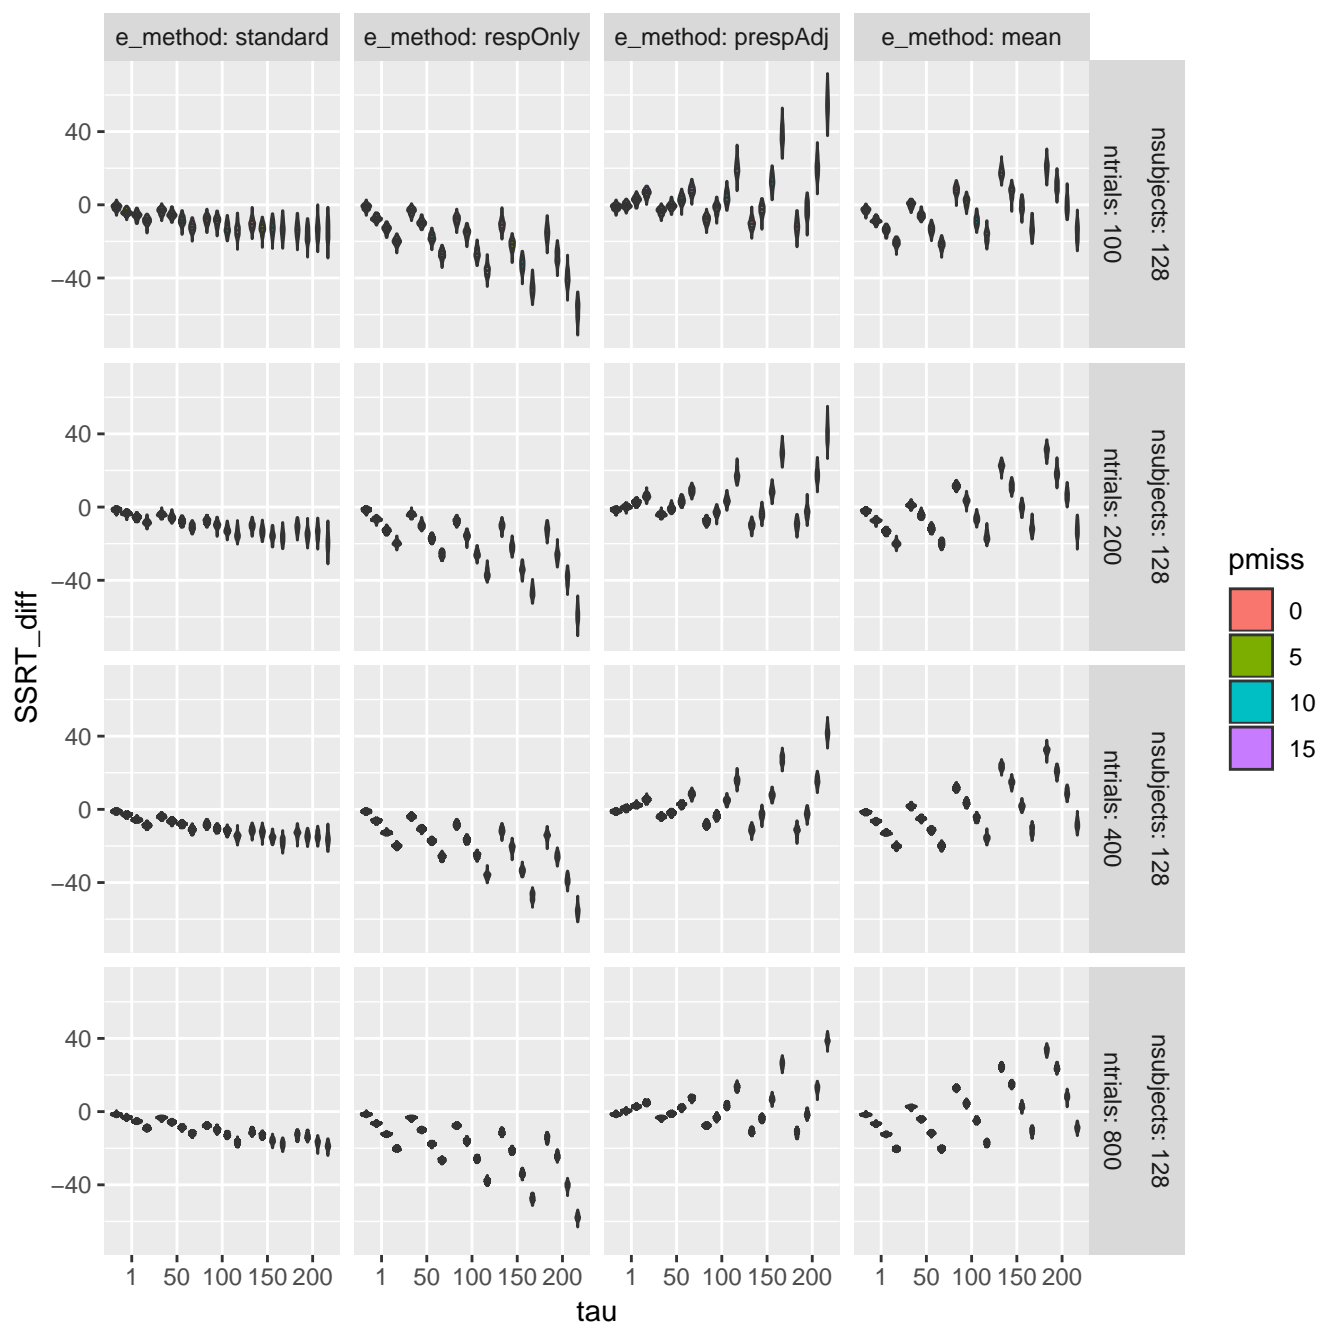 e_method: standard
e_method: respOnly
e_method: prespAdj
e_method: mean
40
0
−40
nsubjects: 128
ntrials: 100
40
0
−40
nsubjects: 128
ntrials: 200
40
0
−40
nsubjects: 128
ntrials: 400
40
0
−40
nsubjects: 128
ntrials: 800
SSRT_diff
1 50 100 150 200
1 50 100 150 200
1 50 100 150 200
1 50 100 150 200
tau
pmiss
0
5
10
15